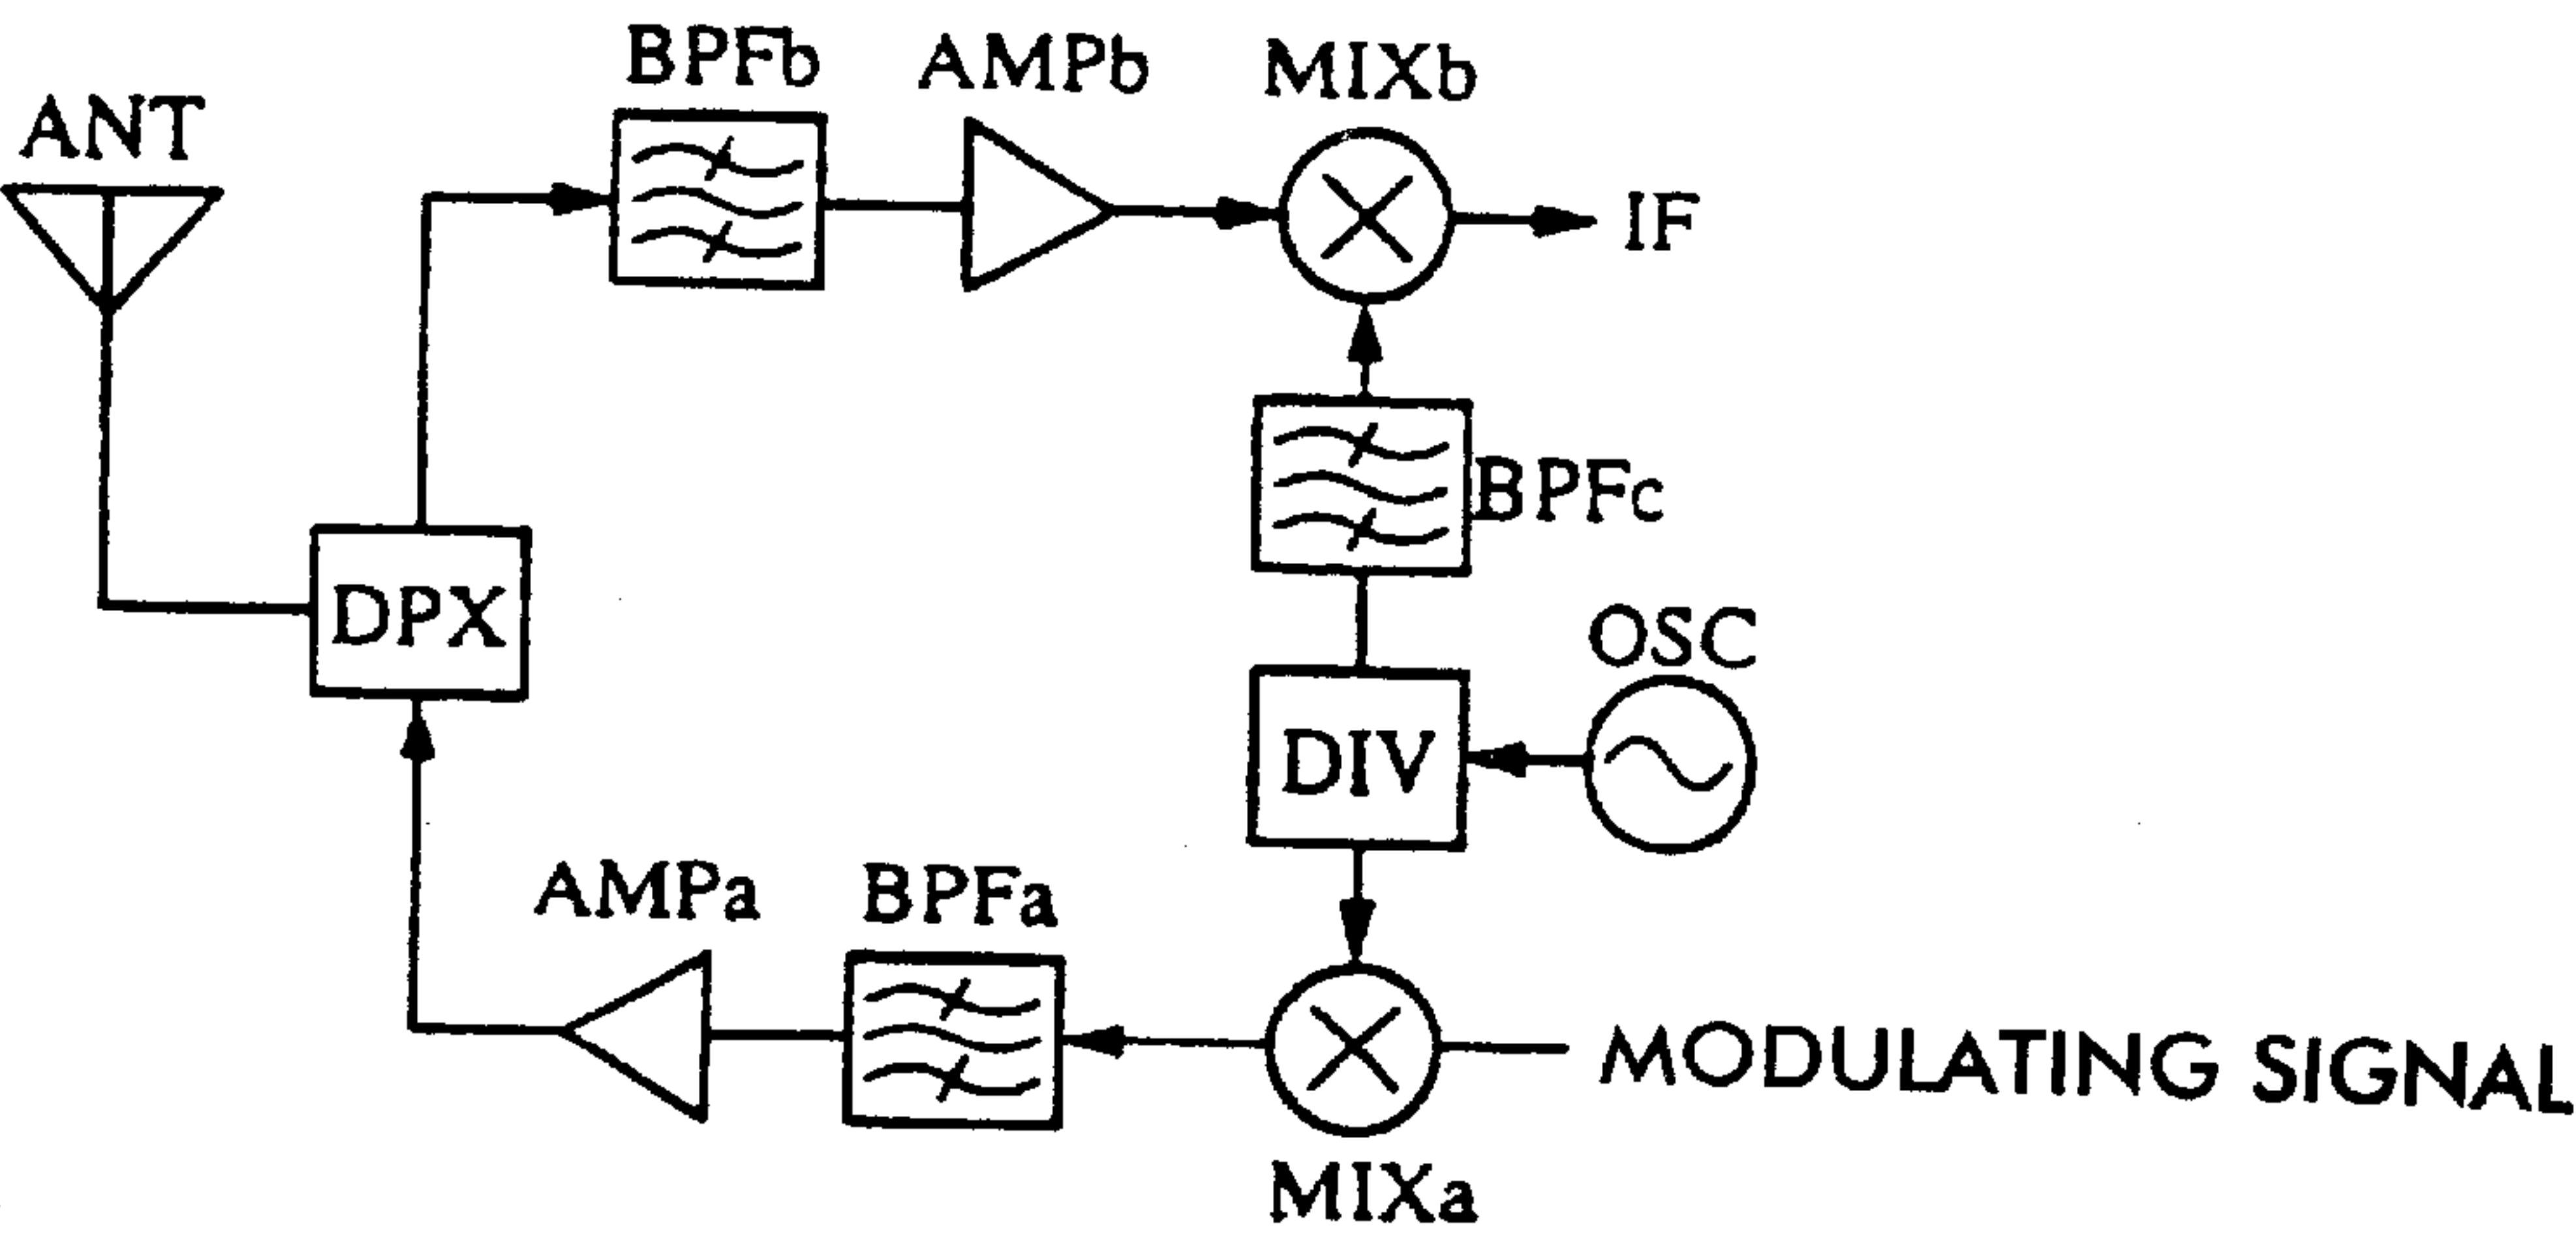 BPFb
AMPb
MIXb
ANT
IF
BPFc
DPX
OSC
DIV
AMPa
BPFa
MODULATING SIGNAL
MIXa